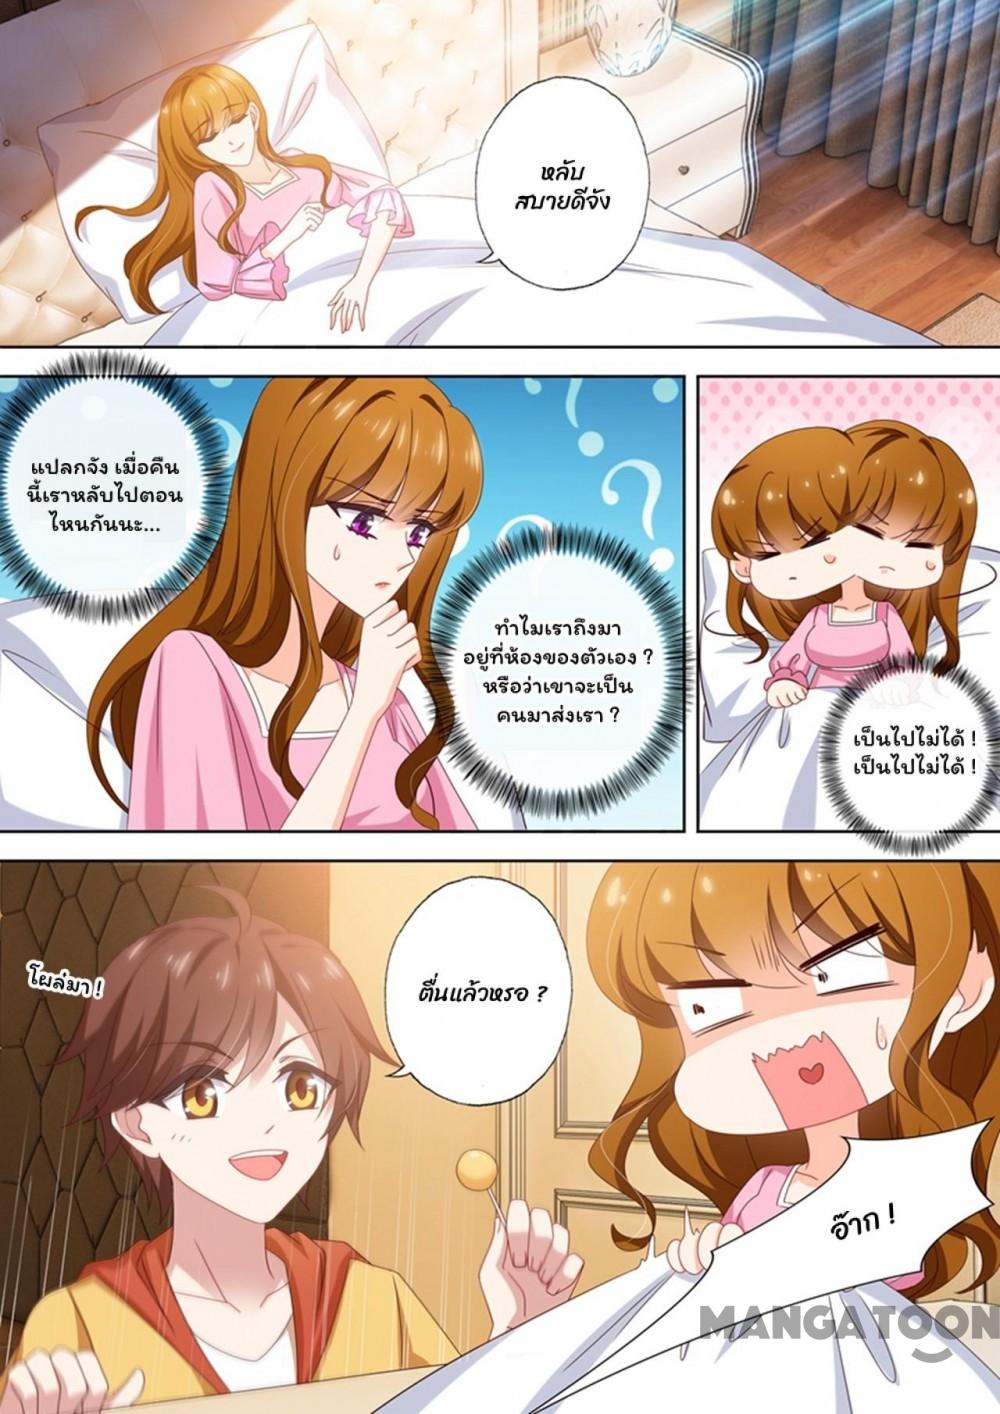 หลับ
สบายดีจัง
แปลกจัง เมื่อคืน
นี้เราหลับไปตอน
ไหนกันนะ...
ทำไมเราถึงมา
อยู่ที่ห้องของตัวเอง ?
หรือว่าเขาจะเป็น
คนมาส่งเรา ?
เป็นไปไม่ได้ !
เป็นไปไม่ได้ !
โผล่มา !
ตื่นแล้วหรอ ?
อ๊าก !
MANGATOON